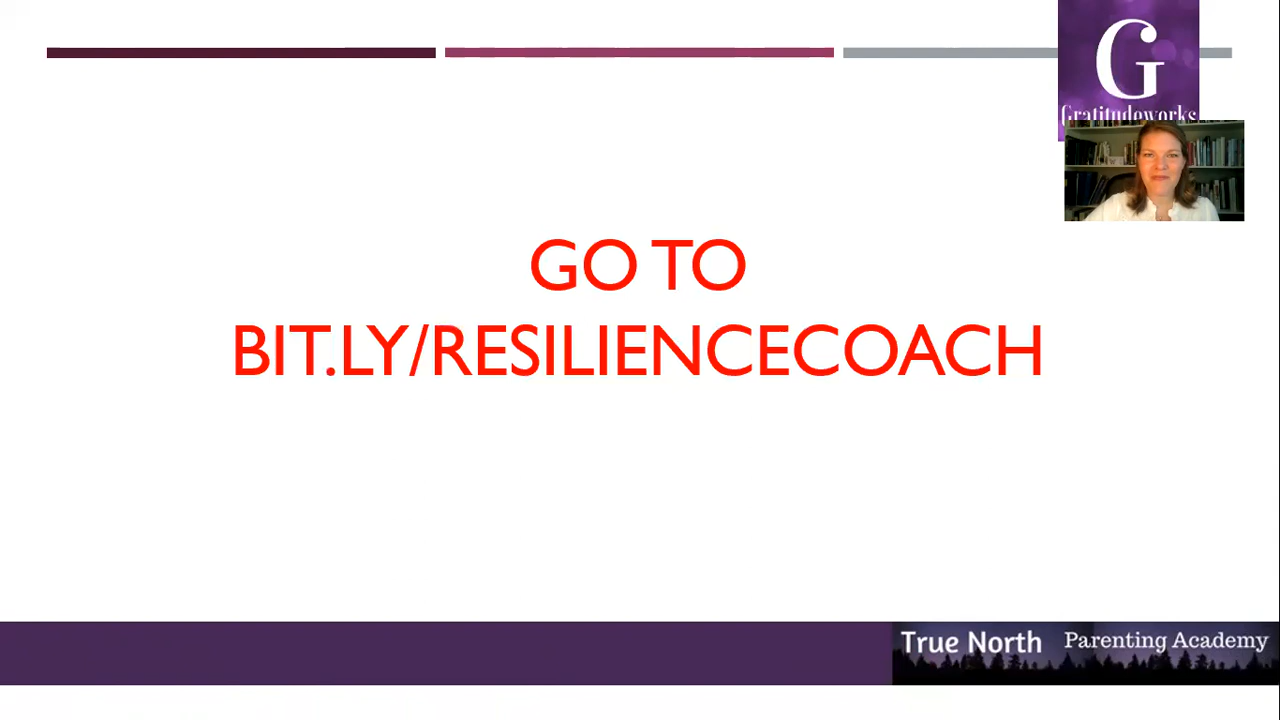 G
Gratitudeworks
GO TO
BIT.LY/RESILIENCECOACH
True North Parenting Academy